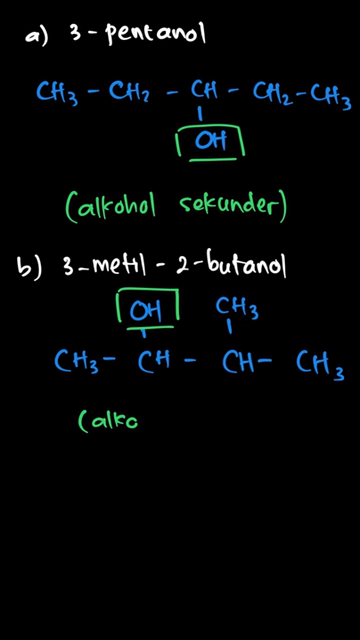 a) 3-pentanol
CH3 - CH2 - CH - CH2 - CH3
OH
(alkohol sekunder)
b) 3-metil-2-butanol
OH CH3
CH3 - CH - CH - CH3
(alko